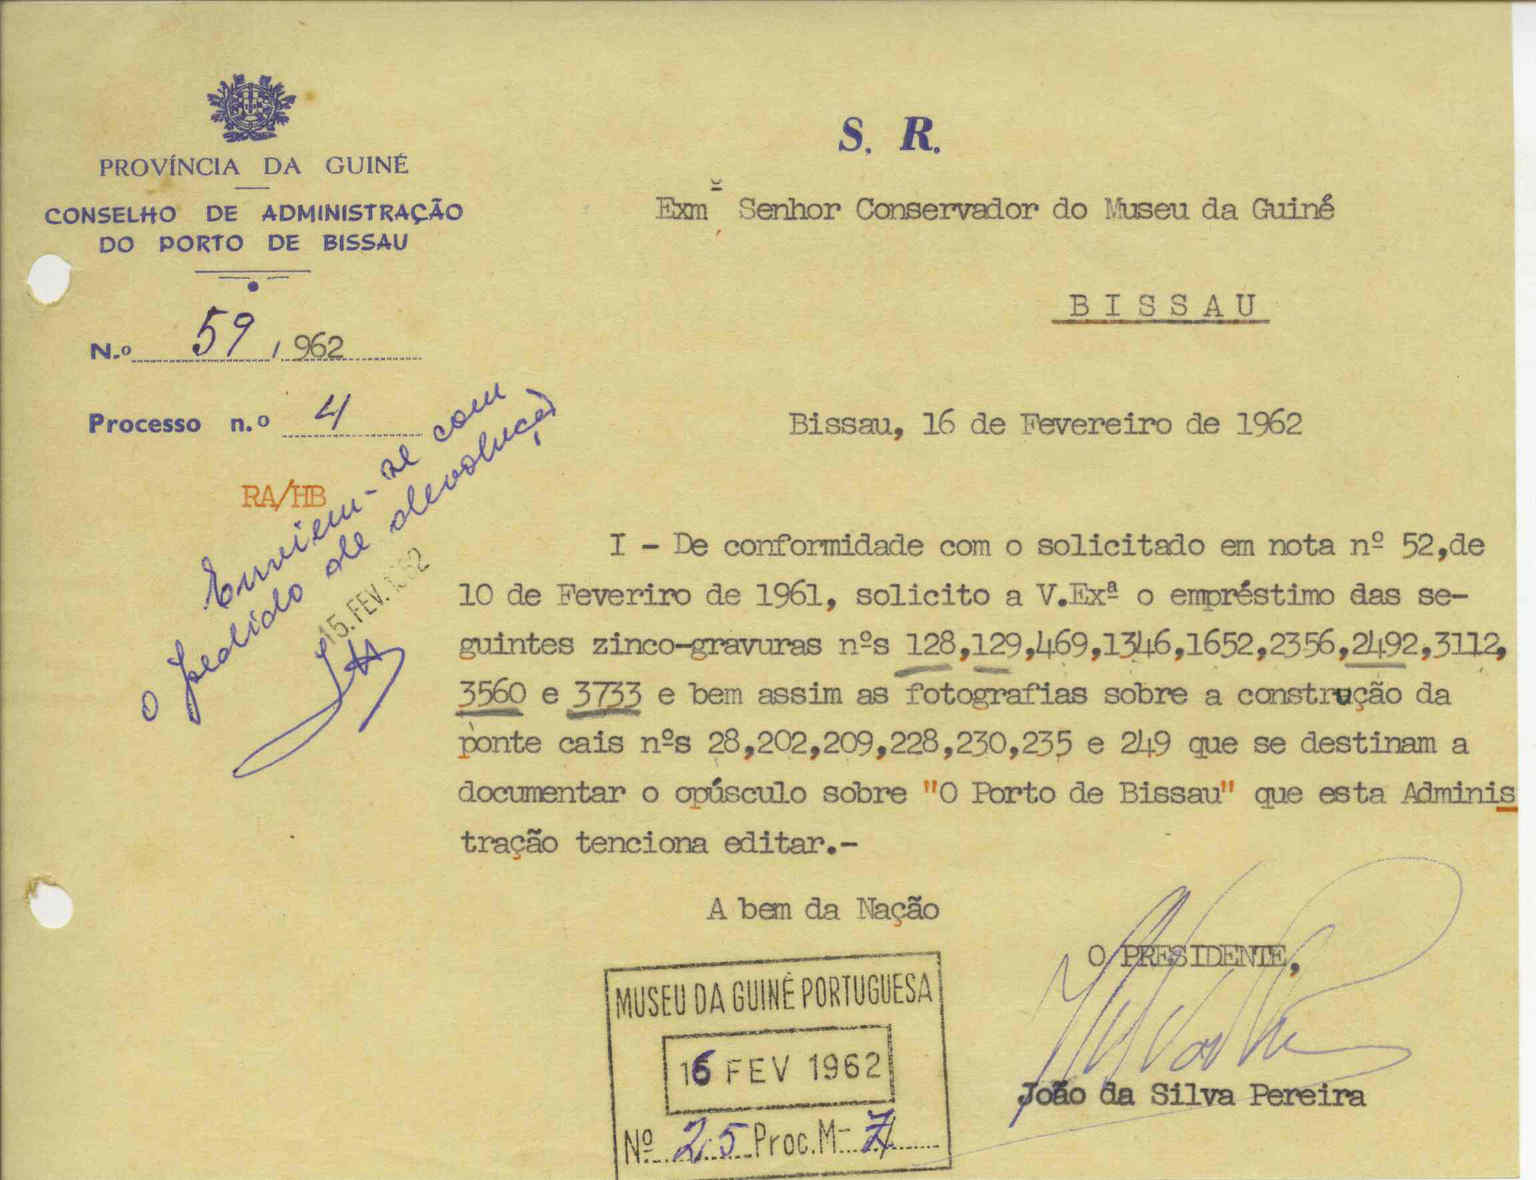 PROVÍNCIA DA GUINÉ
CONSELHO DE ADMINISTRAÇÃO
DO PORTO DE BISSAU
N.º 59 / 962
Processo n.º 4
RA/HB
Enviem-se com
o pedido de devolução
15.FEV.1962
S. R.
Exmº Senhor Conservador do Museu da Guiné
BISSAU
Bissau, 16 de Fevereiro de 1962
I - De conformidade com o solicitado em nota nº 52,de
10 de Feveriro de 1961, solicito a V.Exª o empréstimo das se-
guintes zinco-gravuras nºs 128,129,469,1346,1652,2356,2492,3112,
3560 e 3733 e bem assim as fotografias sobre a construção da
ponte cais nºs 28,202,209,228,230,235 e 249 que se destinam a
documentar o opúsculo sobre "O Porto de Bissau" que esta Adminis
tração tenciona editar.-
A bem da Nação
O PRESIDENTE,
João da Silva Pereira
MUSEU DA GUINÉ PORTUGUESA
16 FEV 1962
Nº 25 Proc. M- 7